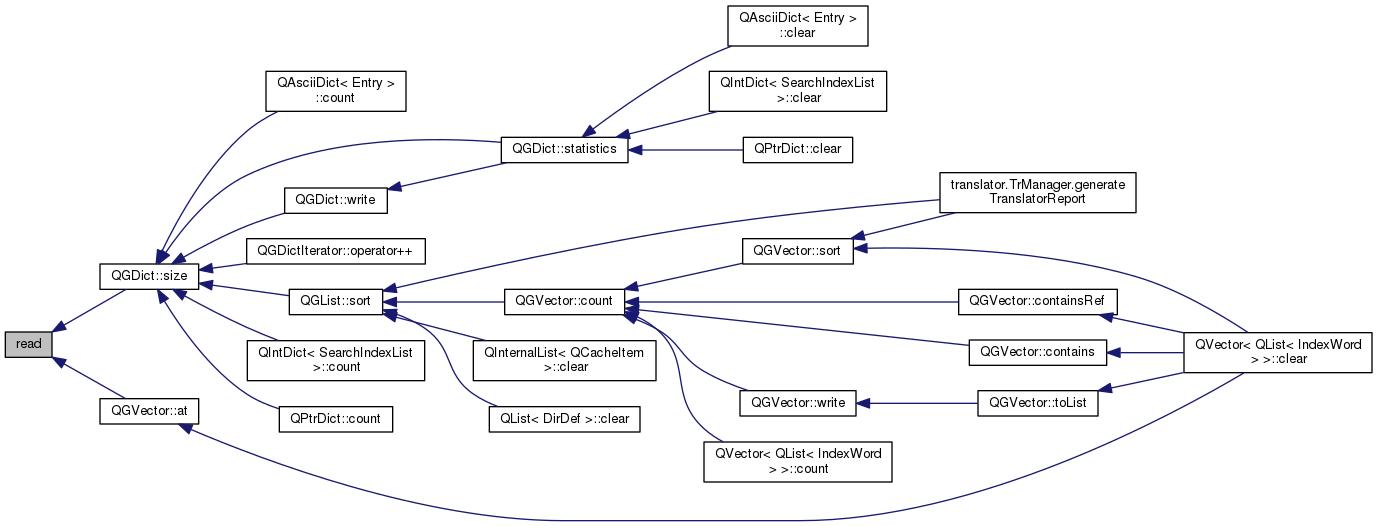 QAsciiDict< Entry >
::clear
QAsciiDict< Entry >
::count
QIntDict< SearchIndexList
>::clear
QGDict::statistics
QPtrDict::clear
QGDict::write
translator.TrManager.generate
TranslatorReport
QGDictIterator::operator++
QGVector::sort
QGDict::size
QGList::sort
QGVector::count
QGVector::containsRef
read
QIntDict< SearchIndexList
>::count
QInternalList< QCacheItem
>::clear
QGVector::contains
QVector< QList< IndexWord
> >::clear
QGVector::at
QPtrDict::count
QList< DirDef >::clear
QGVector::write
QGVector::toList
QVector< QList< IndexWord
> >::count